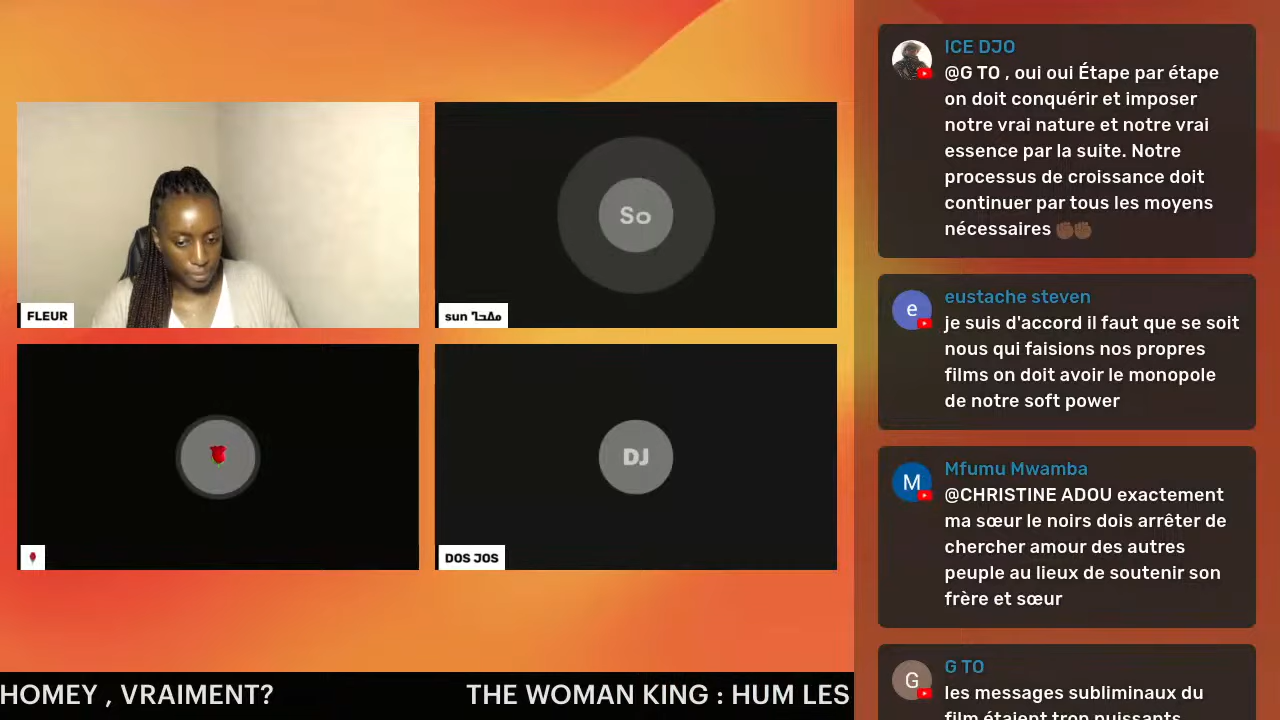 FLEUR
So
sun
DJ
DOS JOS
HOMEY , VRAIMENT?
THE WOMAN KING : HUM LES
ICE DJO
@G TO , oui oui Étape par étape
on doit conquérir et imposer
notre vrai nature et notre vrai
essence par la suite. Notre
processus de croissance doit
continuer par tous les moyens
nécessaires ✊🏾✊🏾
e
eustache steven
je suis d'accord il faut que se soit
nous qui faisions nos propres
films on doit avoir le monopole
de notre soft power
M
Mfumu Mwamba
@CHRISTINE ADOU exactement
ma sœur le noirs dois arrêter de
chercher amour des autres
peuple au lieux de soutenir son
frère et sœur
G
G TO
les messages subliminaux du
film étaient trop puissants